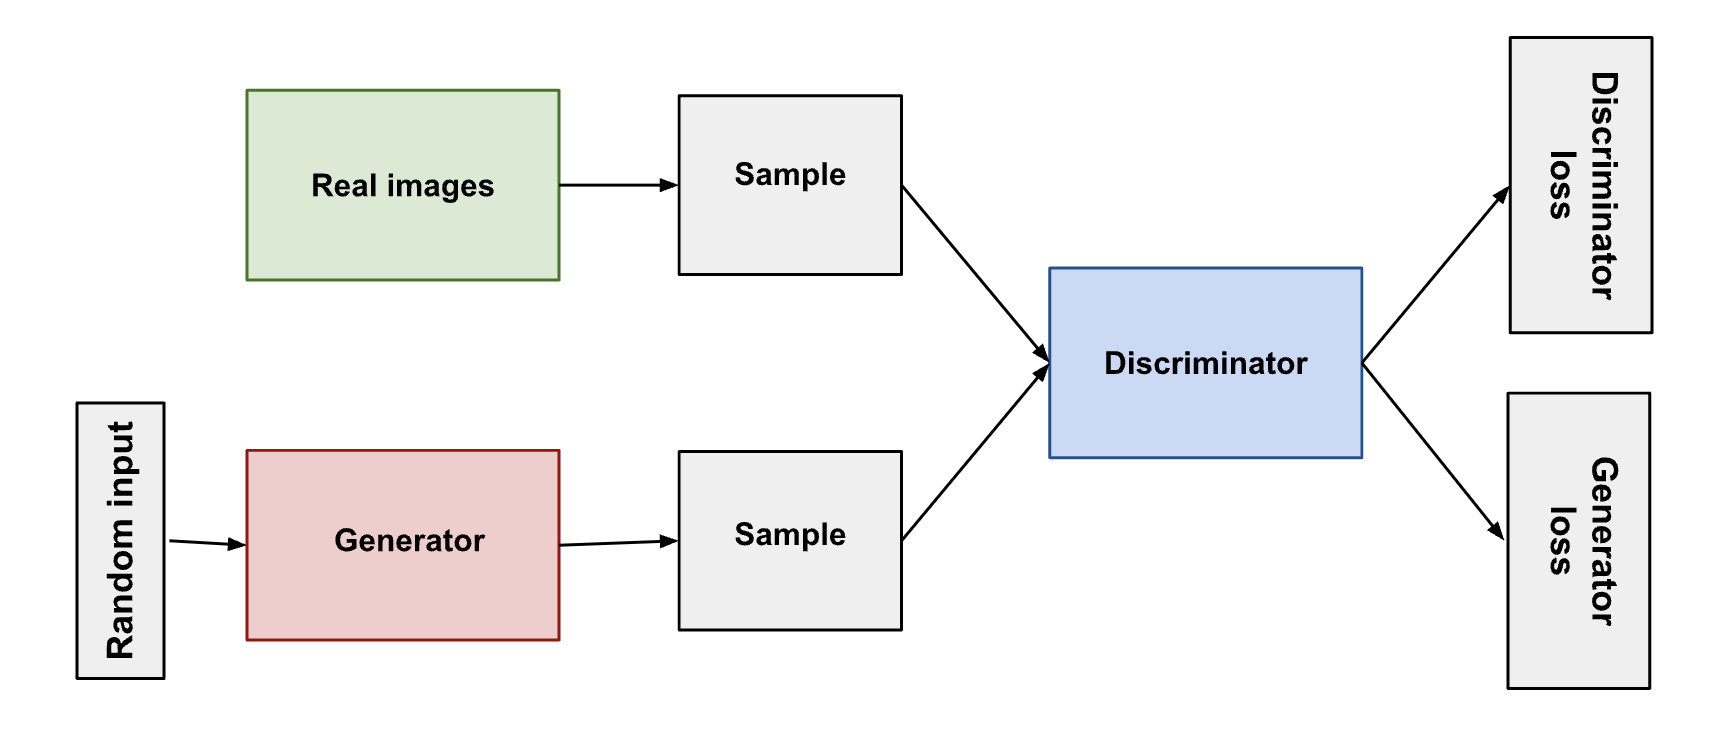 Real images
Sample
Discriminator
loss
Discriminator
Random input
Generator
Sample
Generator
loss